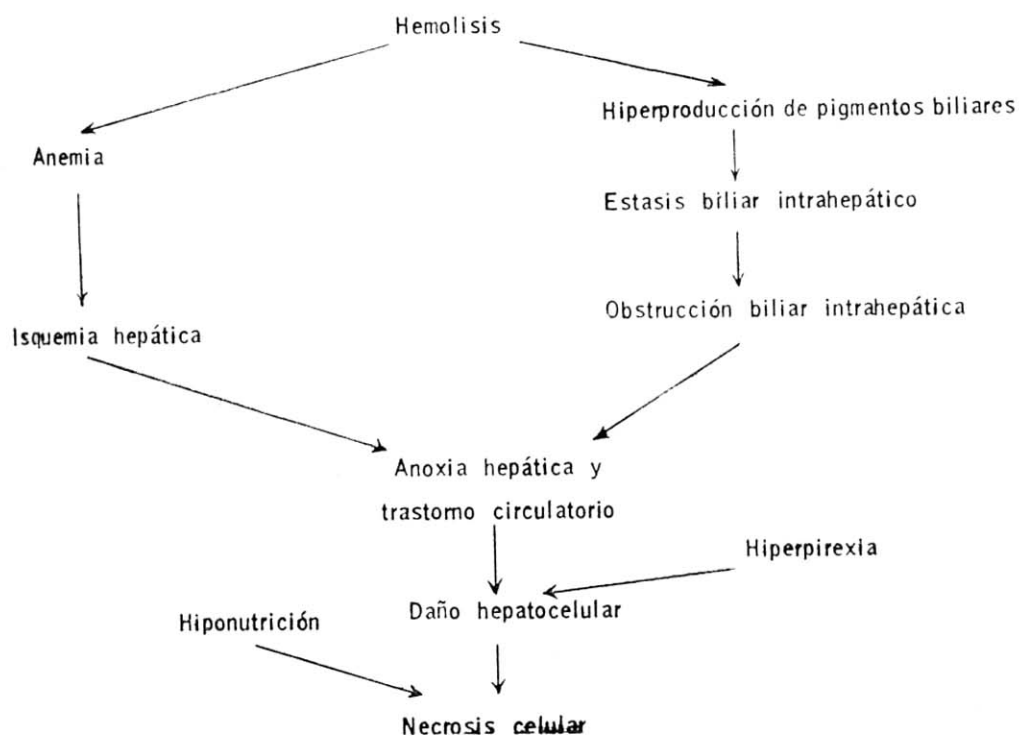 Hemolisis
Hiperproducción de pigmentos biliares
Anemia
Estasis biliar intrahepático
Obstrucción biliar intrahepática
Isquemia hepática
Anoxia hepática y
trastorno circulatorio
Hiperpirexia
Daño hepatocelular
Hiponutrición
Necrosis celular